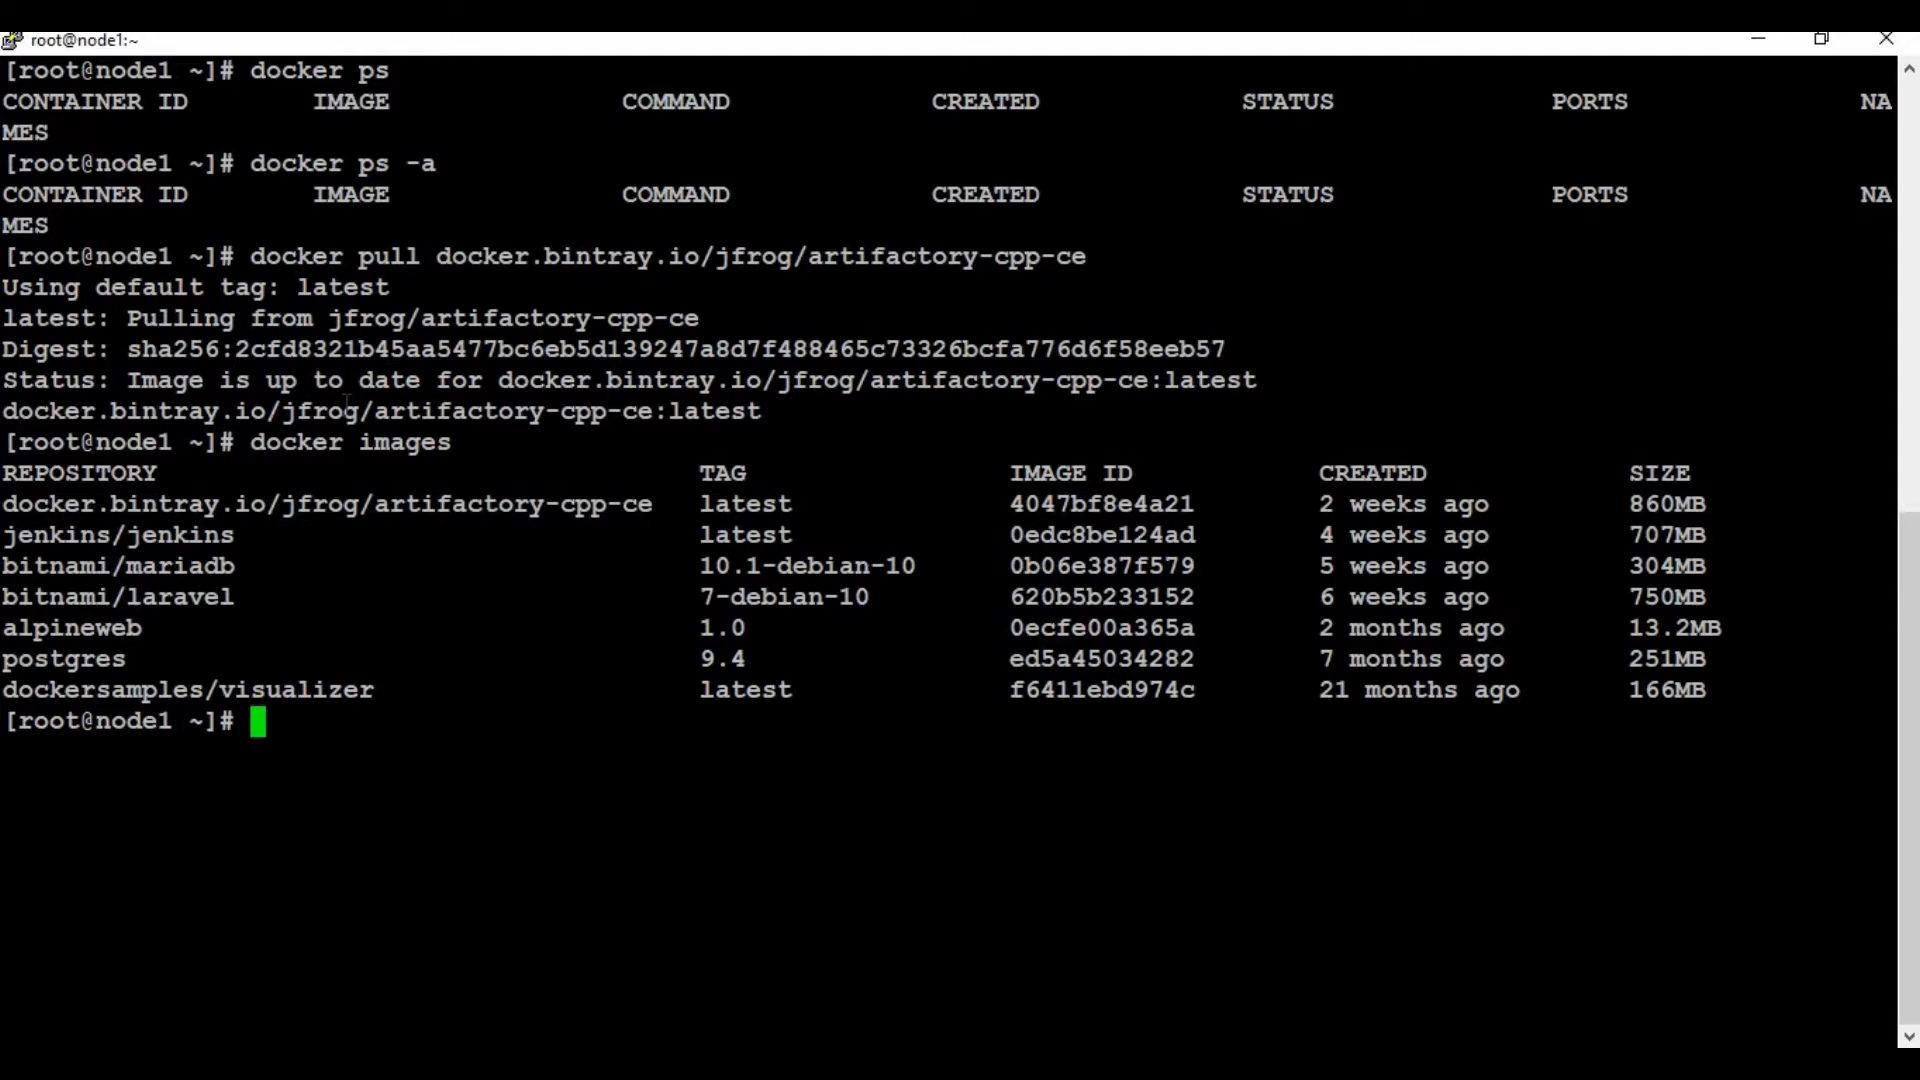 root@node1:~
[root@node1 ~]# docker ps
CONTAINER ID        IMAGE               COMMAND             CREATED             STATUS              PORTS               NA
MES
[root@node1 ~]# docker ps -a
CONTAINER ID        IMAGE               COMMAND             CREATED             STATUS              PORTS               NA
MES
[root@node1 ~]# docker pull docker.bintray.io/jfrog/artifactory-cpp-ce
Using default tag: latest
latest: Pulling from jfrog/artifactory-cpp-ce
Digest: sha256:2cfd8321b45aa5477bc6eb5d139247a8d7f488465c73326bcfa776d6f58eeb57
Status: Image is up to date for docker.bintray.io/jfrog/artifactory-cpp-ce:latest
docker.bintray.io/jfrog/artifactory-cpp-ce:latest
[root@node1 ~]# docker images
REPOSITORY                                   TAG                 IMAGE ID            CREATED             SIZE
docker.bintray.io/jfrog/artifactory-cpp-ce   latest              4047bf8e4a21        2 weeks ago         860MB
jenkins/jenkins                              latest              0edc8be124ad        4 weeks ago         707MB
bitnami/mariadb                              10.1-debian-10      0b06e387f579        5 weeks ago         304MB
bitnami/laravel                              7-debian-10         620b5b233152        6 weeks ago         750MB
alpineweb                                    1.0                 0ecfe00a365a        2 months ago        13.2MB
postgres                                     9.4                 ed5a45034282        7 months ago        251MB
dockersamples/visualizer                     latest              f6411ebd974c        21 months ago       166MB
[root@node1 ~]#